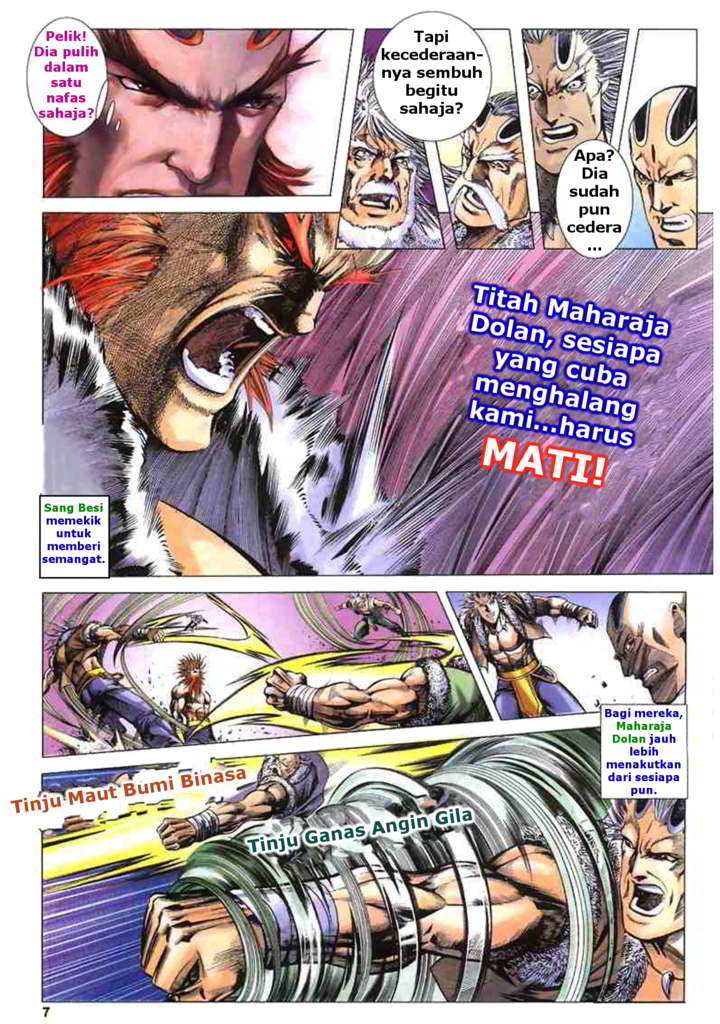 Pelik!
Dia pulih
dalam
satu
nafas
sahaja?
Tapi
kecederaan-
nya sembuh
begitu
sahaja?
Apa?
Dia
sudah
pun
cedera
...
Titah Maharaja
Dolan, sesiapa
yang cuba
menghalang
kami...harus
MATI!
Sang Besi
memekik
untuk
memberi
semangat.
Bagi mereka,
Maharaja
Dolan jauh
lebih
menakutkan
dari sesiapa
pun.
Tinju Maut Bumi Binasa
Tinju Ganas Angin Gila
7